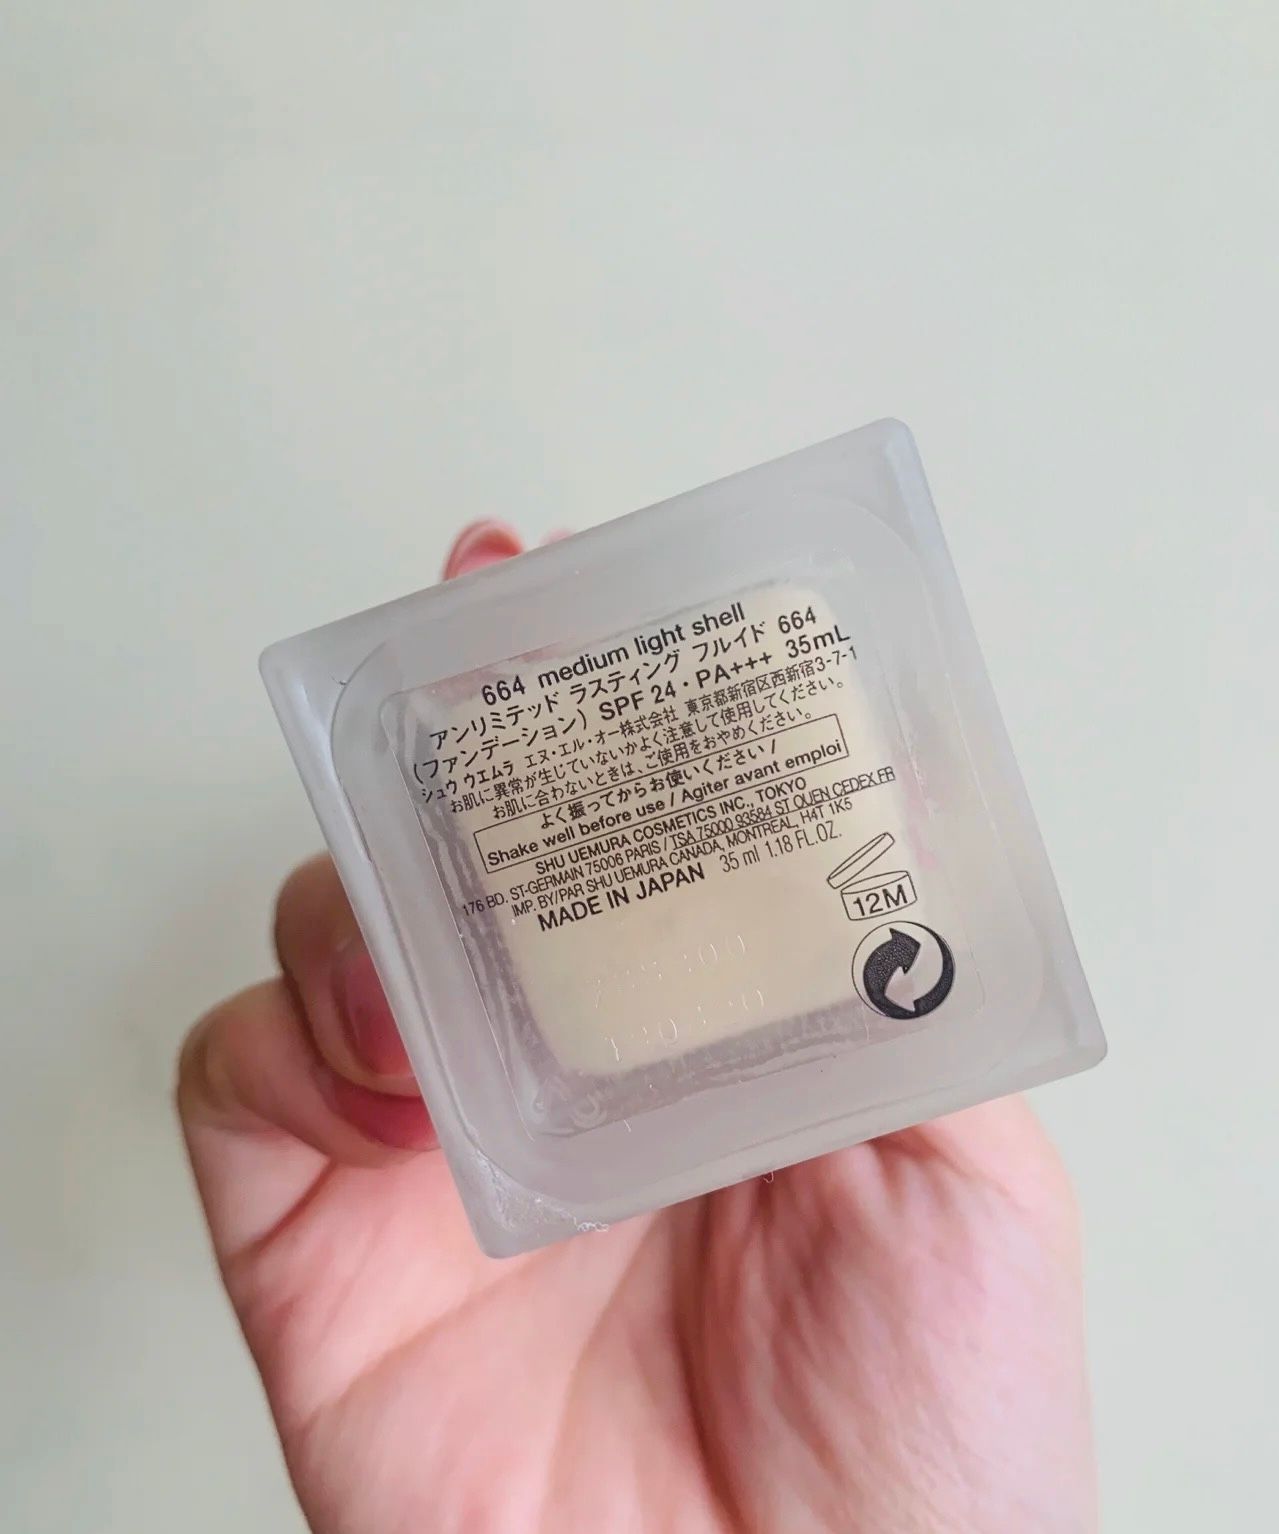 664 medium light shell
アンリミテッド ラスティング フルイド 664
(ファンデーション) SPF 24・PA+++ 35mL
シュウ ウエムラ エヌ・エル・オー株式会社 東京都新宿区西新宿3-7-1
お肌に異常が生じていないかよく注意して使用してください。
お肌に合わないときは、ご使用をおやめください。
よく振ってからお使いください /
Shake well before use / Agiter avant emploi
SHU UEMURA COSMETICS INC., TOKYO
176 BD. ST-GERMAIN 75006 PARIS / TSA 75000 93584 ST OUEN CEDEX FR
IMP. BY/PAR SHU UEMURA CANADA, MONTREAL, H4T 1K5
MADE IN JAPAN 35 ml 1.18 FL.OZ.
12M